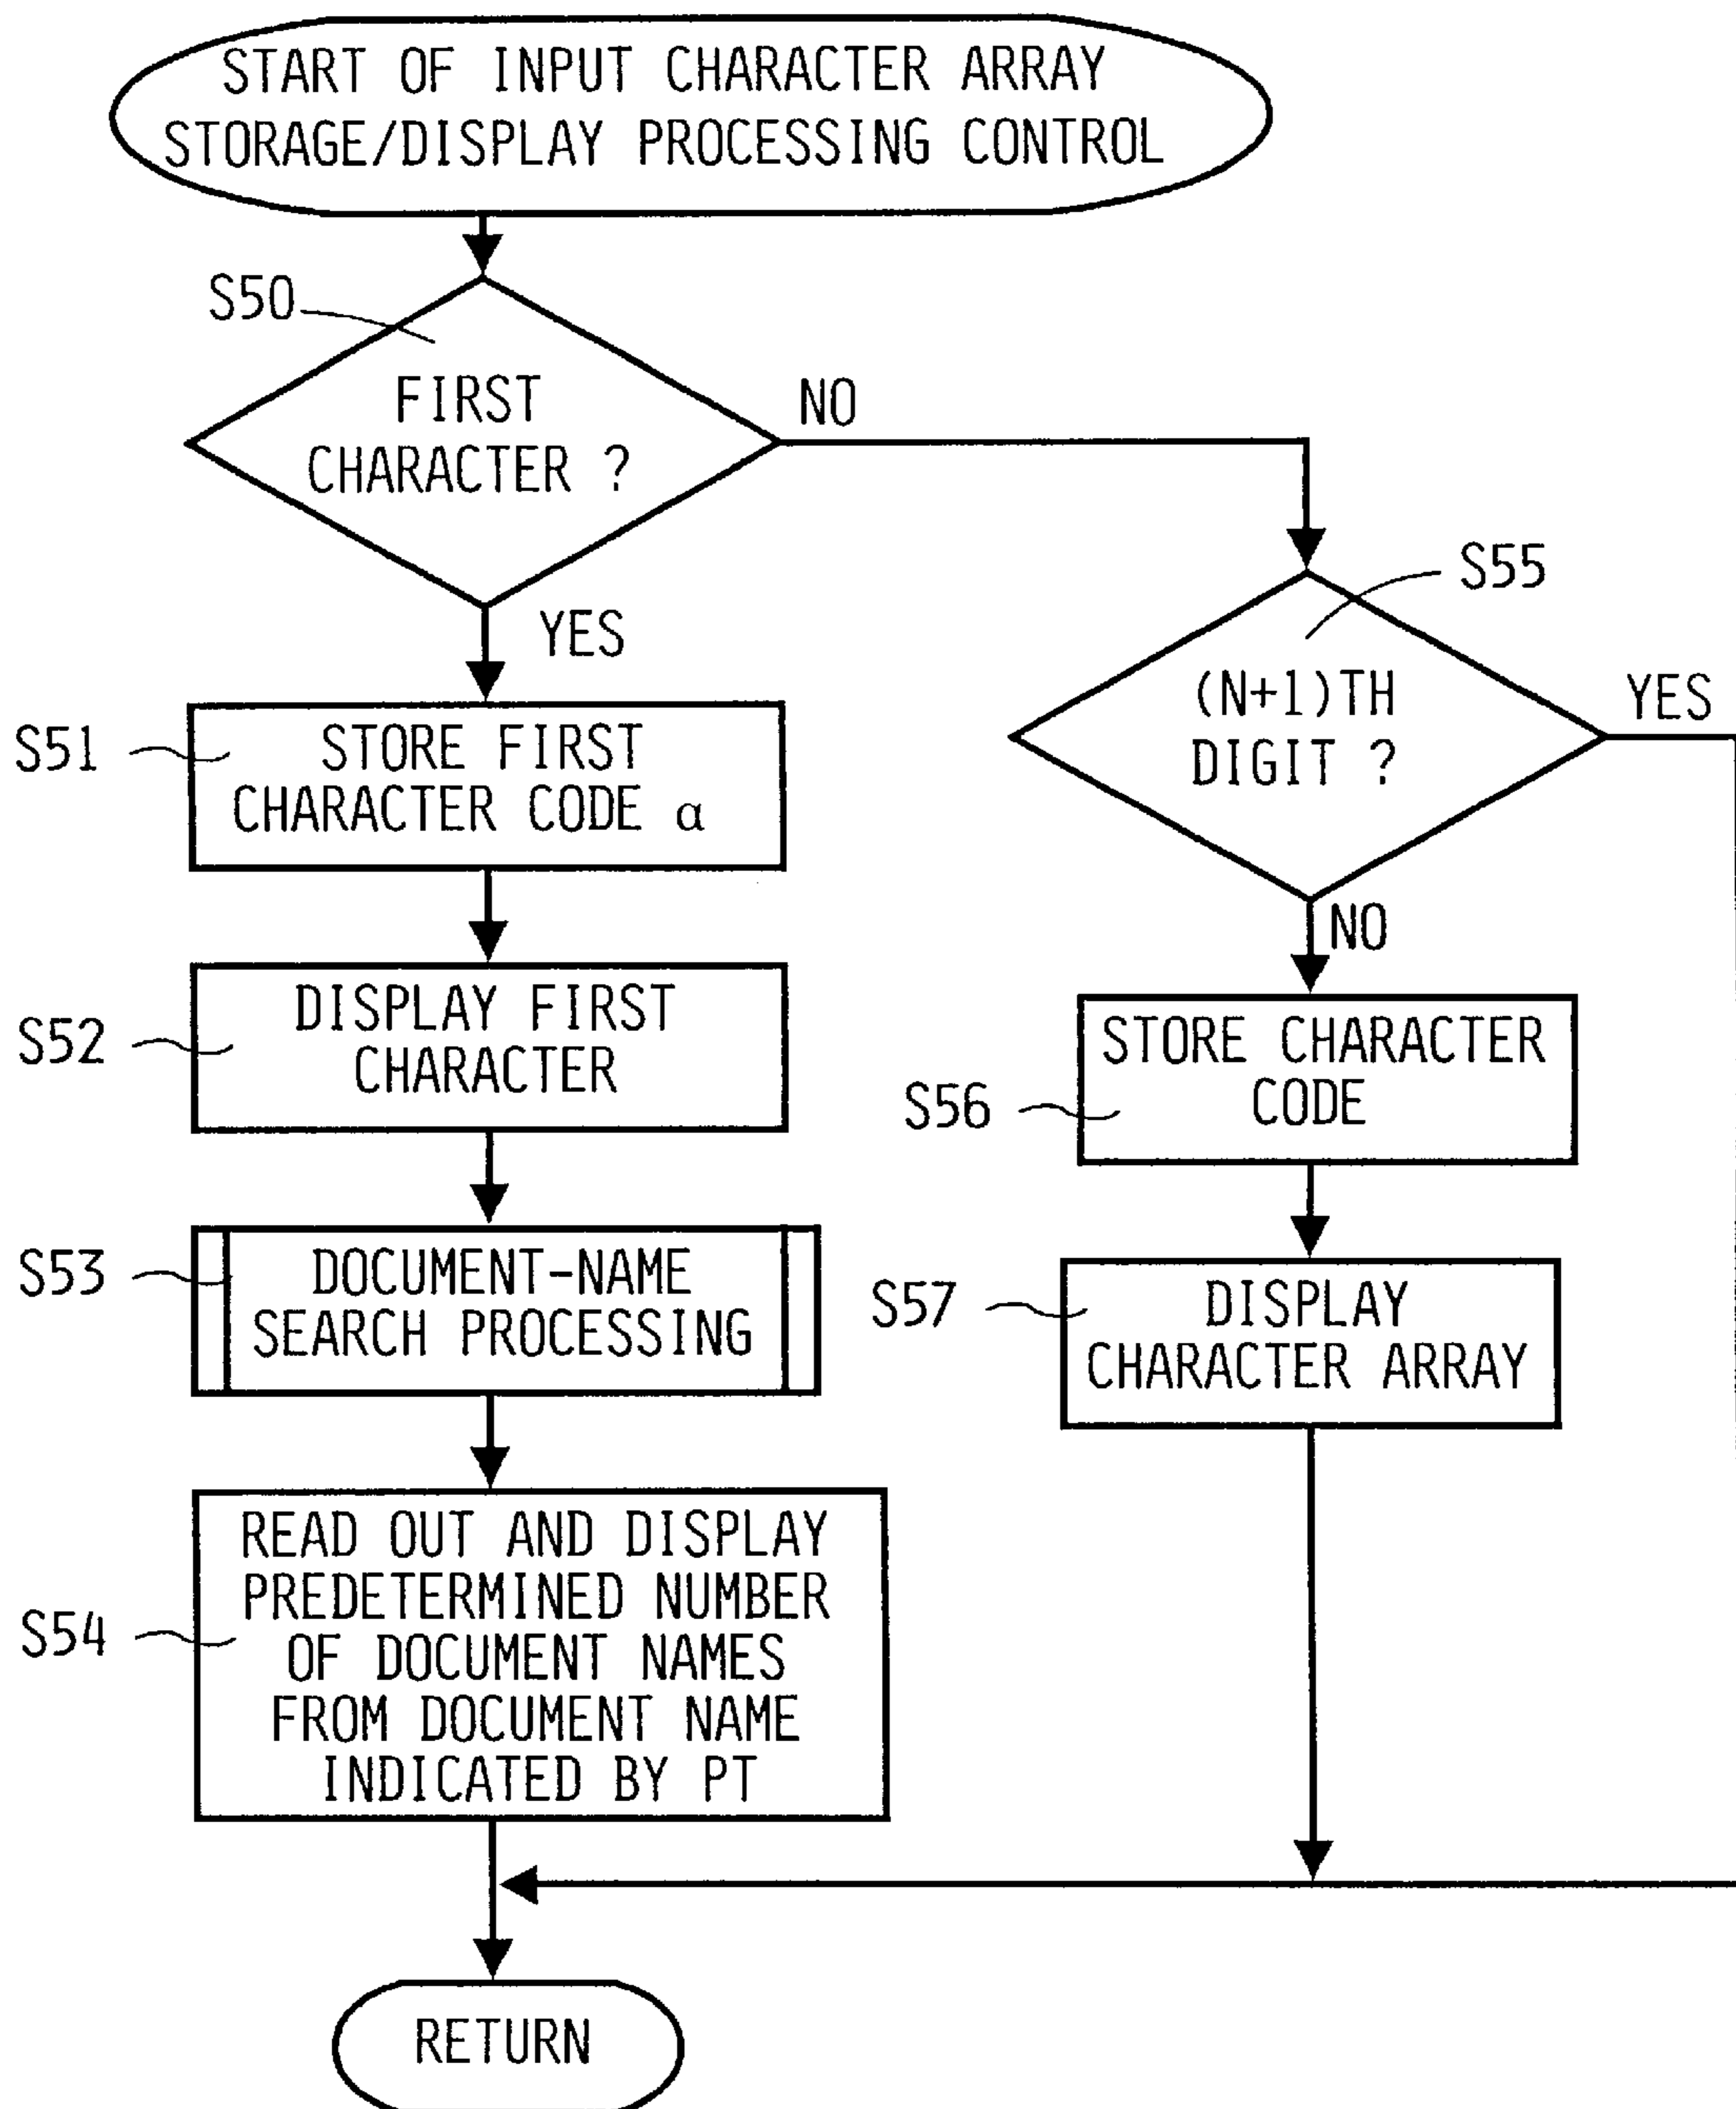 START OF INPUT CHARACTER ARRAY
STORAGE/DISPLAY PROCESSING CONTROL
S50
FIRST
CHARACTER ?
NO
YES
S51
STORE FIRST
CHARACTER CODE α
S52
DISPLAY FIRST
CHARACTER
S53
DOCUMENT-NAME
SEARCH PROCESSING
S54
READ OUT AND DISPLAY
PREDETERMINED NUMBER
OF DOCUMENT NAMES
FROM DOCUMENT NAME
INDICATED BY PT
S55
(N+1)TH
DIGIT ?
YES
NO
S56
STORE CHARACTER
CODE
S57
DISPLAY
CHARACTER ARRAY
RETURN